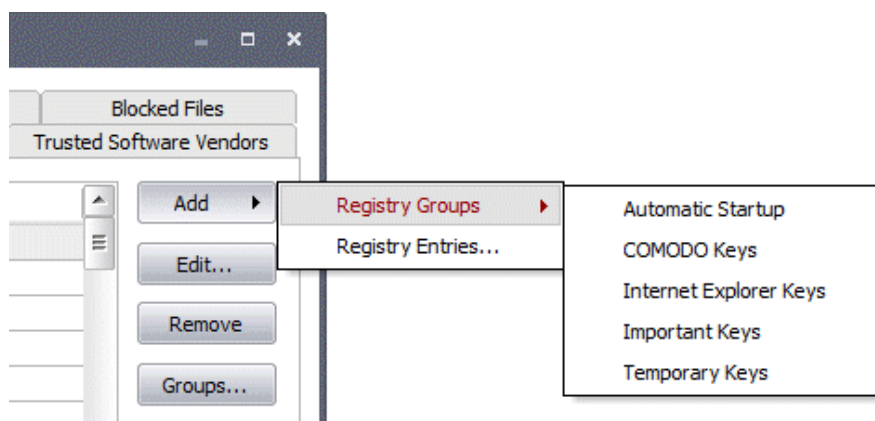 Blocked Files
Trusted Software Vendors
Add
Edit...
Remove
Groups...
Registry Groups
Registry Entries...
Automatic Startup
COMODO Keys
Internet Explorer Keys
Important Keys
Temporary Keys